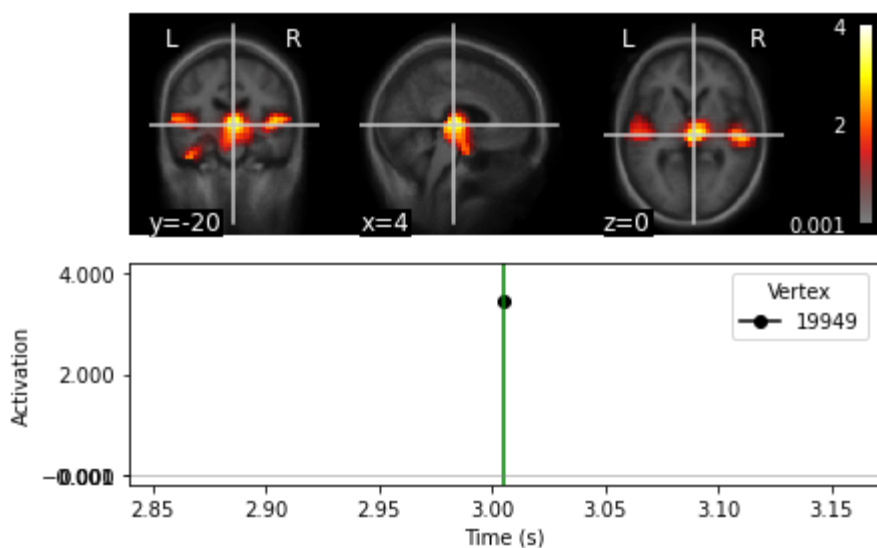 L R L R 4
2
y=-20 x=4 z=0 0.001
4.000
2.000
0.001
Activation
Vertex
19949
2.85 2.90 2.95 3.00 3.05 3.10 3.15
Time (s)